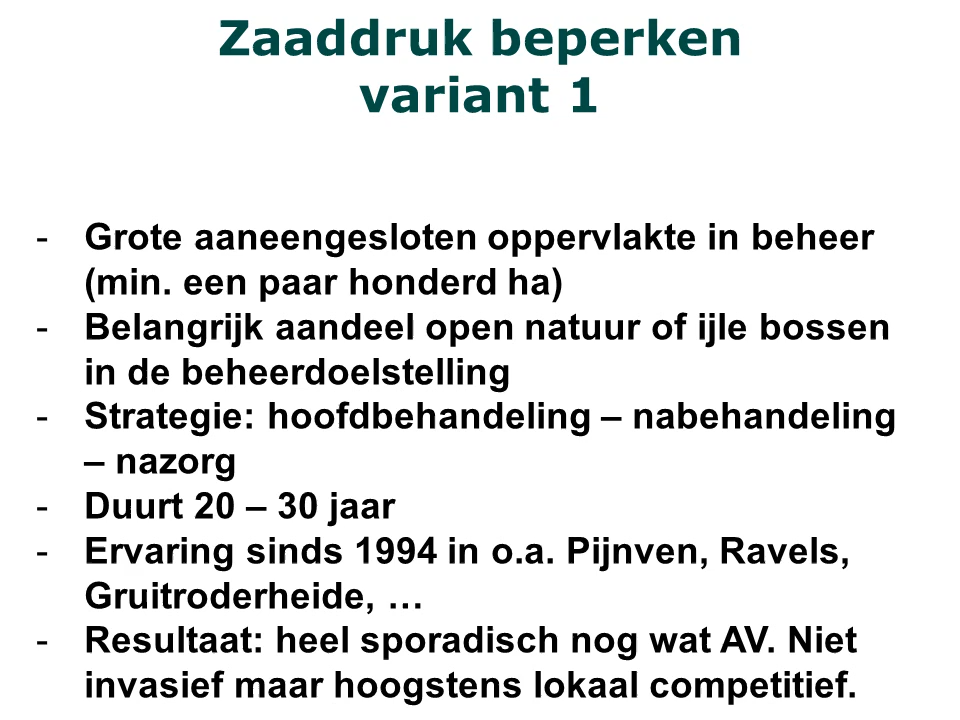 Zaaddruk beperken
variant 1
- Grote aaneengesloten oppervlakte in beheer
(min. een paar honderd ha)
- Belangrijk aandeel open natuur of ijle bossen
in de beheerdoelstelling
- Strategie: hoofdbehandeling – nabehandeling
– nazorg
- Duurt 20 – 30 jaar
- Ervaring sinds 1994 in o.a. Pijnven, Ravels,
Gruitroderheide, …
- Resultaat: heel sporadisch nog wat AV. Niet
invasief maar hoogstens lokaal competitief.